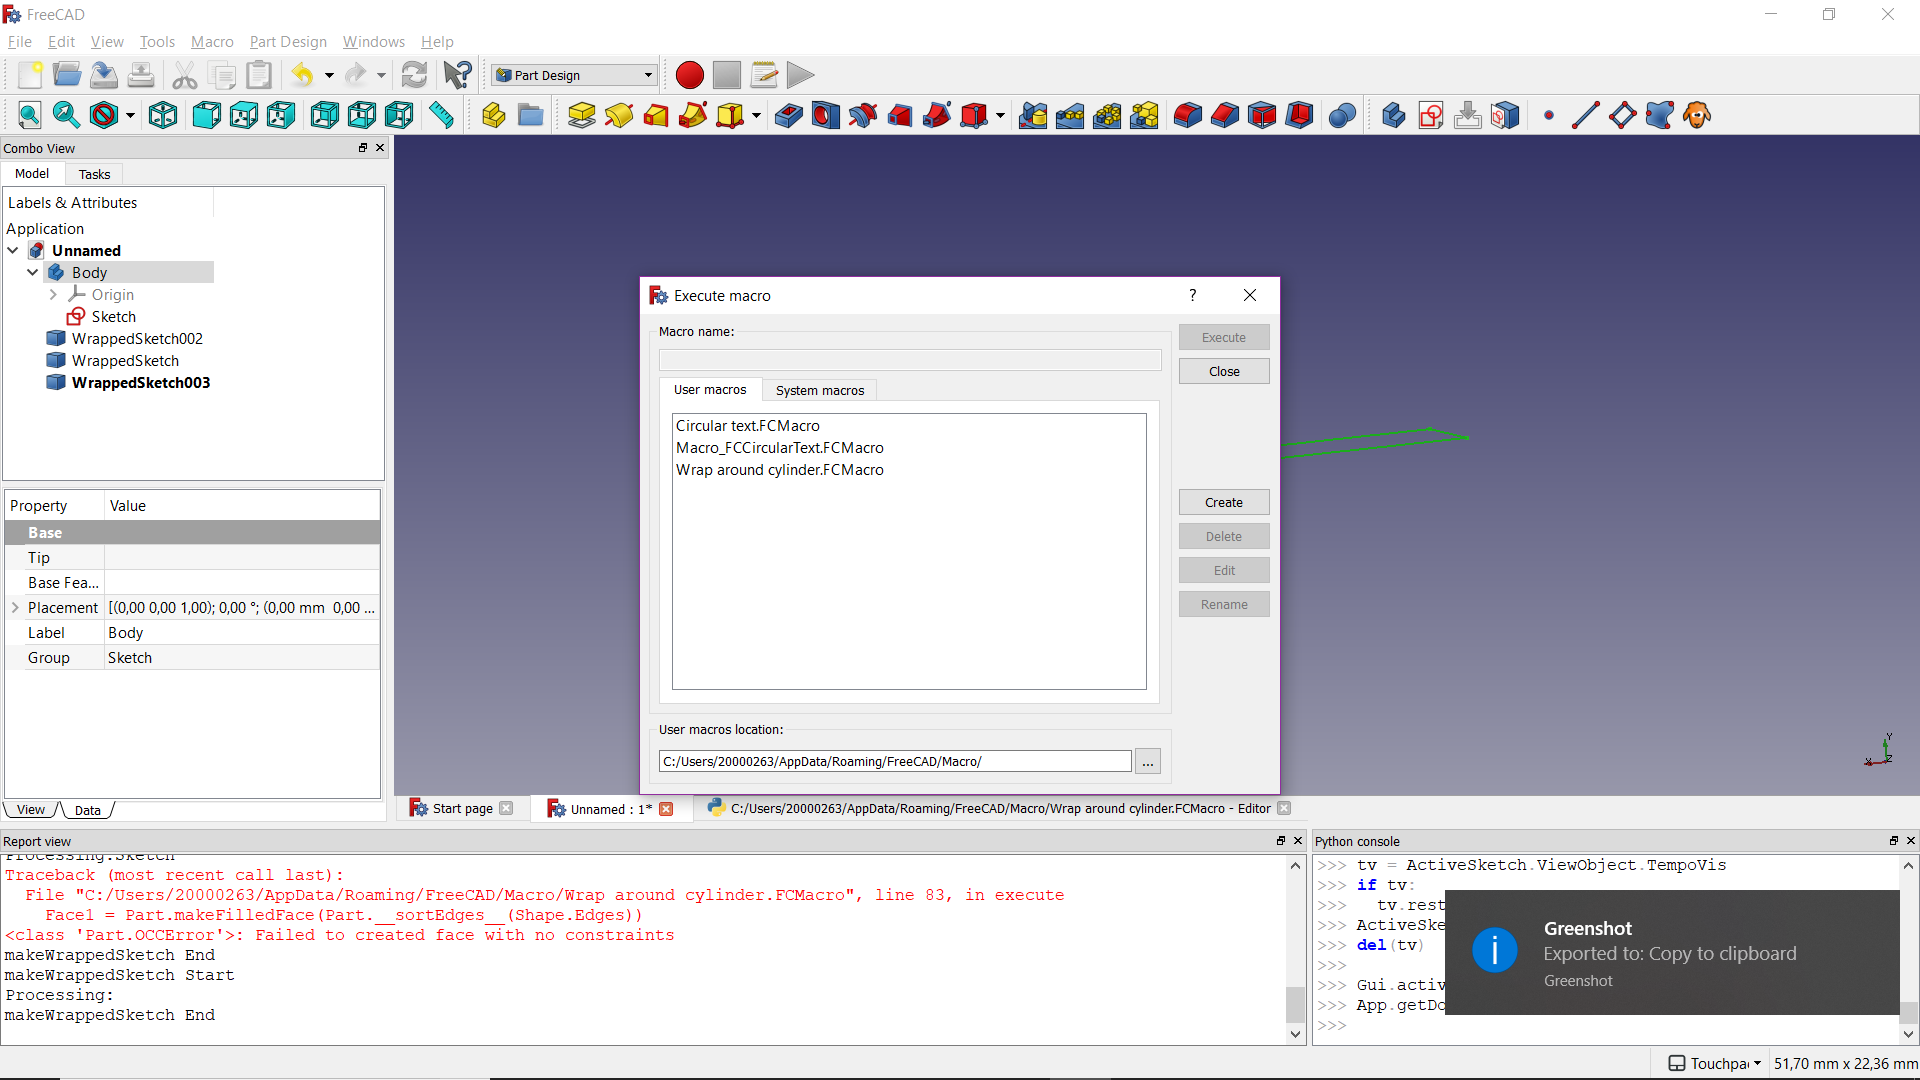 FreeCAD
File Edit View Tools Macro Part Design Windows Help
Part Design
Combo View
Model Tasks
Labels & Attributes
Application
Unnamed
Body
Origin
Sketch
WrappedSketch002
WrappedSketch
WrappedSketch003
Property Value
Base
Tip
Base Fea...
Placement [(0,00 0,00 1,00); 0,00 °; (0,00 mm 0,00 ...
Label Body
Group Sketch
View Data
Execute macro ?
Macro name:
Execute
Close
User macros System macros
Circular text.FCMacro
Macro_FCCircularText.FCMacro
Wrap around cylinder.FCMacro
Create
Delete
Edit
Rename
User macros location:
C:/Users/20000263/AppData/Roaming/FreeCAD/Macro/ ...
Y
X Z
Start page Unnamed : 1* C:/Users/20000263/AppData/Roaming/FreeCAD/Macro/Wrap around cylinder.FCMacro - Editor
Report view
Processing:Sketch
Traceback (most recent call last):
File "C:/Users/20000263/AppData/Roaming/FreeCAD/Macro/Wrap around cylinder.FCMacro", line 83, in execute
Face1 = Part.makeFilledFace(Part.__sortEdges__(Shape.Edges))
<class 'Part.OCCError'>: Failed to created face with no constraints
makeWrappedSketch End
makeWrappedSketch Start
Processing:
makeWrappedSketch End
Python console
>>> tv = ActiveSketch.ViewObject.TempoVis
>>> if tv:
>>> tv.rest
>>> ActiveSke
>>> del(tv)
>>>
>>> Gui.activ
>>> App.getDo
>>>
Greenshot
Exported to: Copy to clipboard
Greenshot
Touchpa 51,70 mm x 22,36 mm